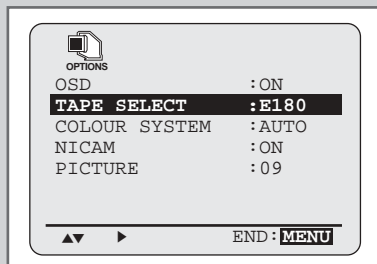 OPTIONS
OSD :ON
TAPE SELECT :E180
COLOUR SYSTEM :AUTO
NICAM :ON
PICTURE :09
▲▼ ▶ END:MENU